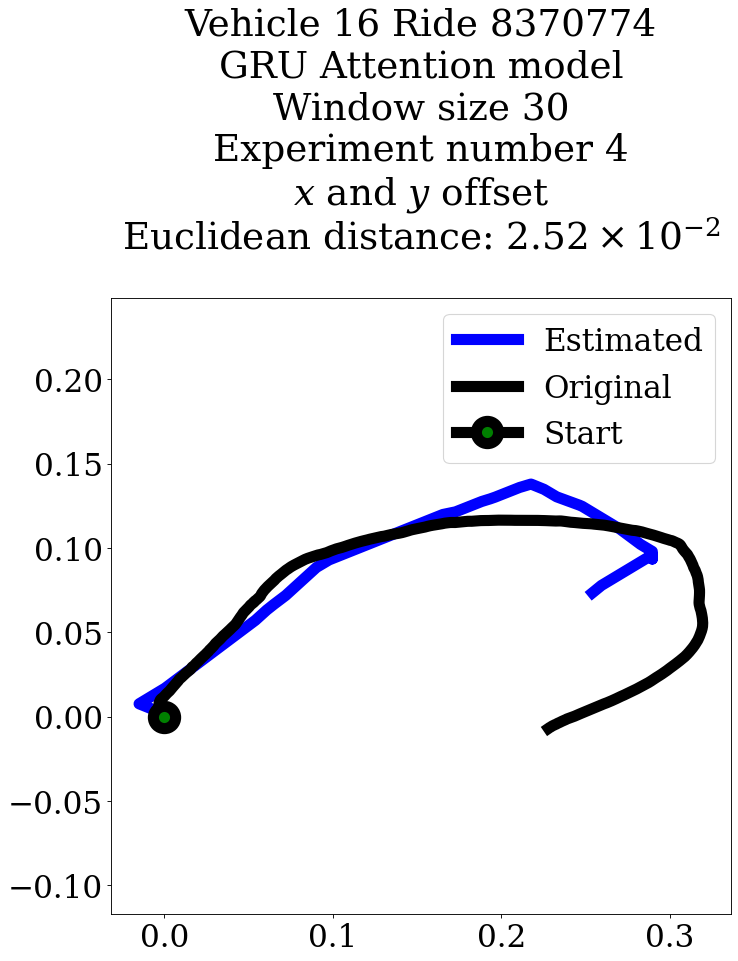 Vehicle 16 Ride 8370774
GRU Attention model
Window size 30
Experiment number 4
x and y offset
Euclidean distance: 2.52 × 10⁻²
Estimated
Original
Start
0.20
0.15
0.10
0.05
0.00
−0.05
−0.10
0.0 0.1 0.2 0.3